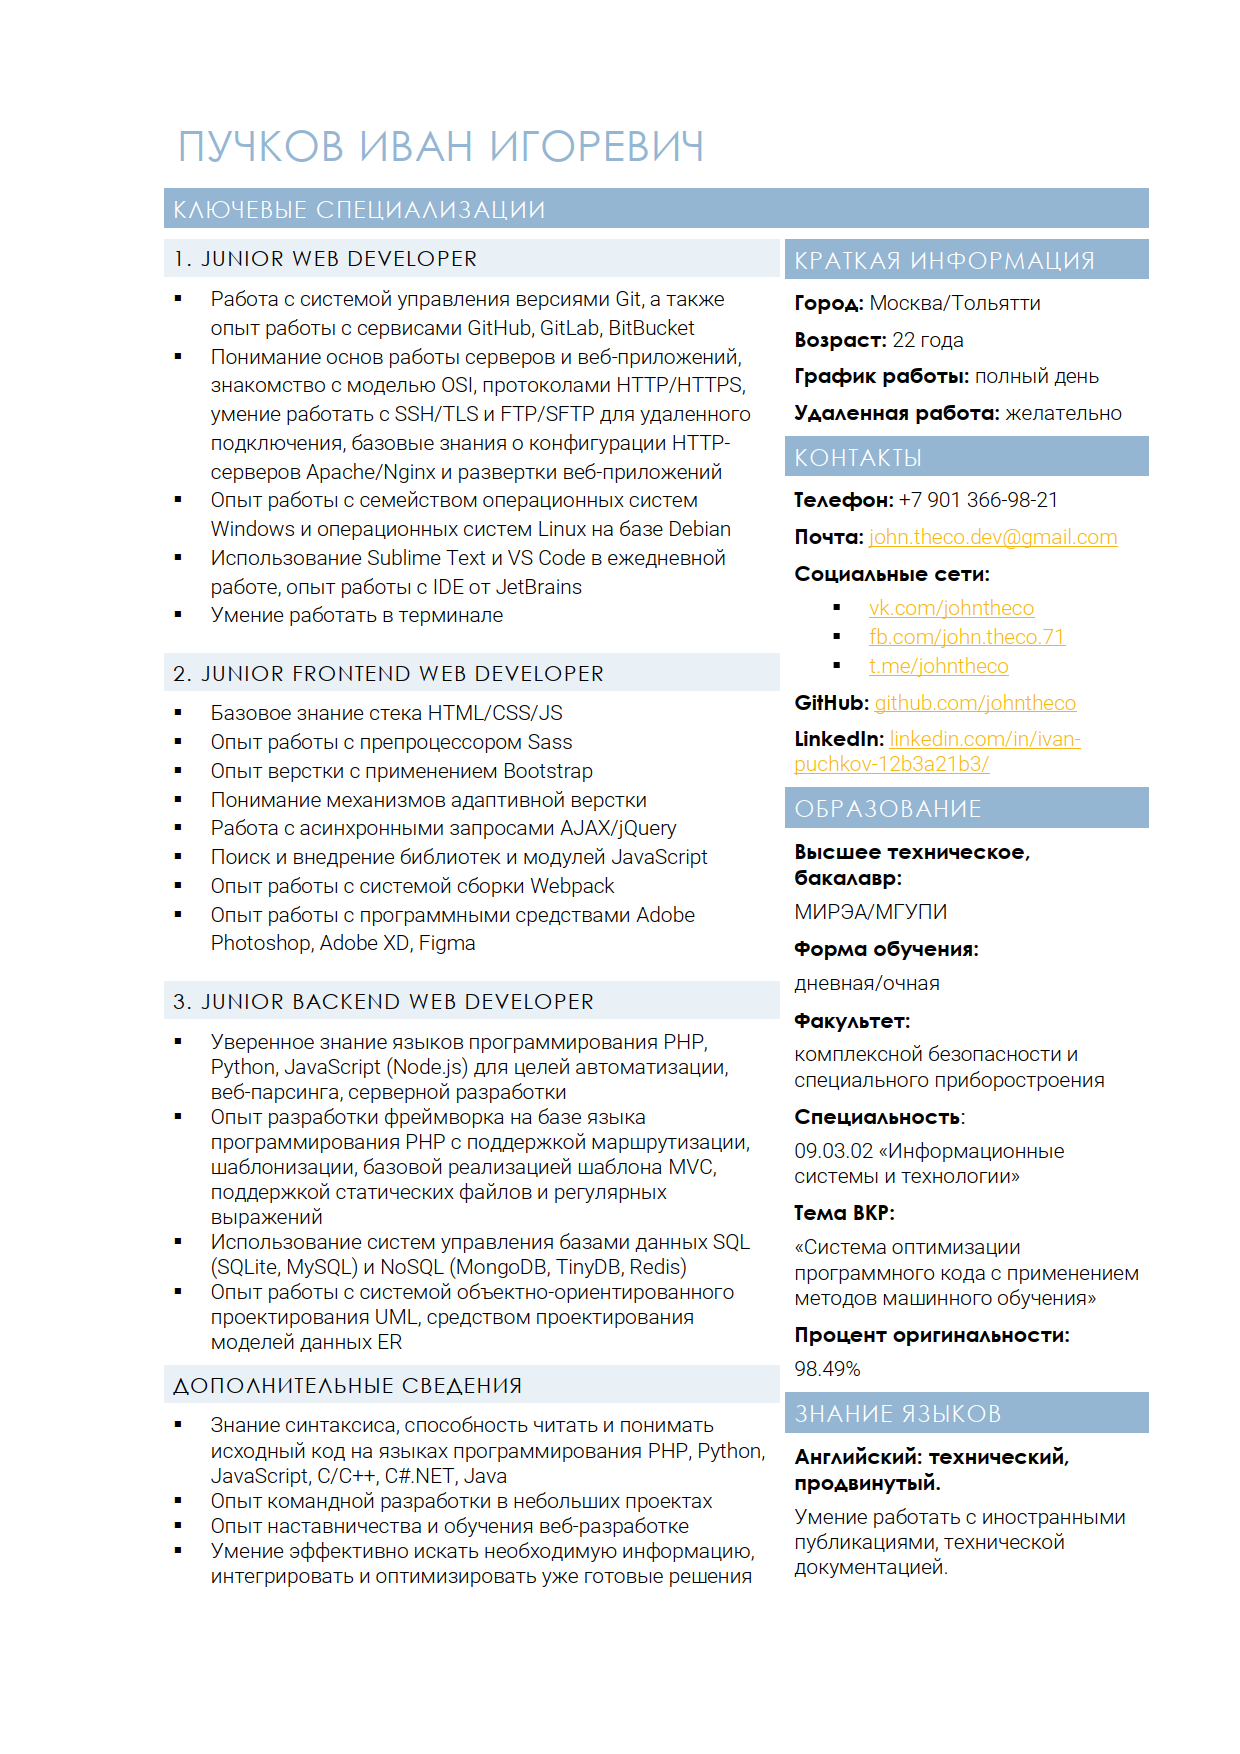 ПУЧКОВ ИВАН ИГОРЕВИЧ
КЛЮЧЕВЫЕ СПЕЦИАЛИЗАЦИИ
1. JUNIOR WEB DEVELOPER
▪ Работа с системой управления версиями Git, а также
опыт работы с сервисами GitHub, GitLab, BitBucket
▪ Понимание основ работы серверов и веб-приложений,
знакомство с моделью OSI, протоколами HTTP/HTTPS,
умение работать с SSH/TLS и FTP/SFTP для удаленного
подключения, базовые знания о конфигурации HTTP-
серверов Apache/Nginx и развертки веб-приложений
▪ Опыт работы с семейством операционных систем
Windows и операционных систем Linux на базе Debian
▪ Использование Sublime Text и VS Code в ежедневной
работе, опыт работы с IDE от JetBrains
▪ Умение работать в терминале
2. JUNIOR FRONTEND WEB DEVELOPER
▪ Базовое знание стека HTML/CSS/JS
▪ Опыт работы с препроцессором Sass
▪ Опыт верстки с применением Bootstrap
▪ Понимание механизмов адаптивной верстки
▪ Работа с асинхронными запросами AJAX/jQuery
▪ Поиск и внедрение библиотек и модулей JavaScript
▪ Опыт работы с системой сборки Webpack
▪ Опыт работы с программными средствами Adobe
Photoshop, Adobe XD, Figma
3. JUNIOR BACKEND WEB DEVELOPER
▪ Уверенное знание языков программирования PHP,
Python, JavaScript (Node.js) для целей автоматизации,
веб-парсинга, серверной разработки
▪ Опыт разработки фреймворка на базе языка
программирования PHP с поддержкой маршрутизации,
шаблонизации, базовой реализацией шаблона MVC,
поддержкой статических файлов и регулярных
выражений
▪ Использование систем управления базами данных SQL
(SQLite, MySQL) и NoSQL (MongoDB, TinyDB, Redis)
▪ Опыт работы с системой объектно-ориентированного
проектирования UML, средством проектирования
моделей данных ER
ДОПОЛНИТЕЛЬНЫЕ СВЕДЕНИЯ
▪ Знание синтаксиса, способность читать и понимать
исходный код на языках программирования PHP, Python,
JavaScript, C/C++, C#.NET, Java
▪ Опыт командной разработки в небольших проектах
▪ Опыт наставничества и обучения веб-разработке
▪ Умение эффективно искать необходимую информацию,
интегрировать и оптимизировать уже готовые решения
КРАТКАЯ ИНФОРМАЦИЯ
Город: Москва/Тольятти
Возраст: 22 года
График работы: полный день
Удаленная работа: желательно
КОНТАКТЫ
Телефон: +7 901 366-98-21
Почта: john.theco.dev@gmail.com
Социальные сети:
▪ vk.com/johntheco
▪ fb.com/john.theco.71
▪ t.me/johntheco
GitHub: github.com/johntheco
LinkedIn: linkedin.com/in/ivan-
puchkov-12b3a21b3/
ОБРАЗОВАНИЕ
Высшее техническое,
бакалавр:
МИРЭА/МГУПИ
Форма обучения:
дневная/очная
Факультет:
комплексной безопасности и
специального приборостроения
Специальность:
09.03.02 «Информационные
системы и технологии»
Тема ВКР:
«Система оптимизации
программного кода с применением
методов машинного обучения»
Процент оригинальности:
98.49%
ЗНАНИЕ ЯЗЫКОВ
Английский: технический,
продвинутый.
Умение работать с иностранными
публикациями, технической
документацией.